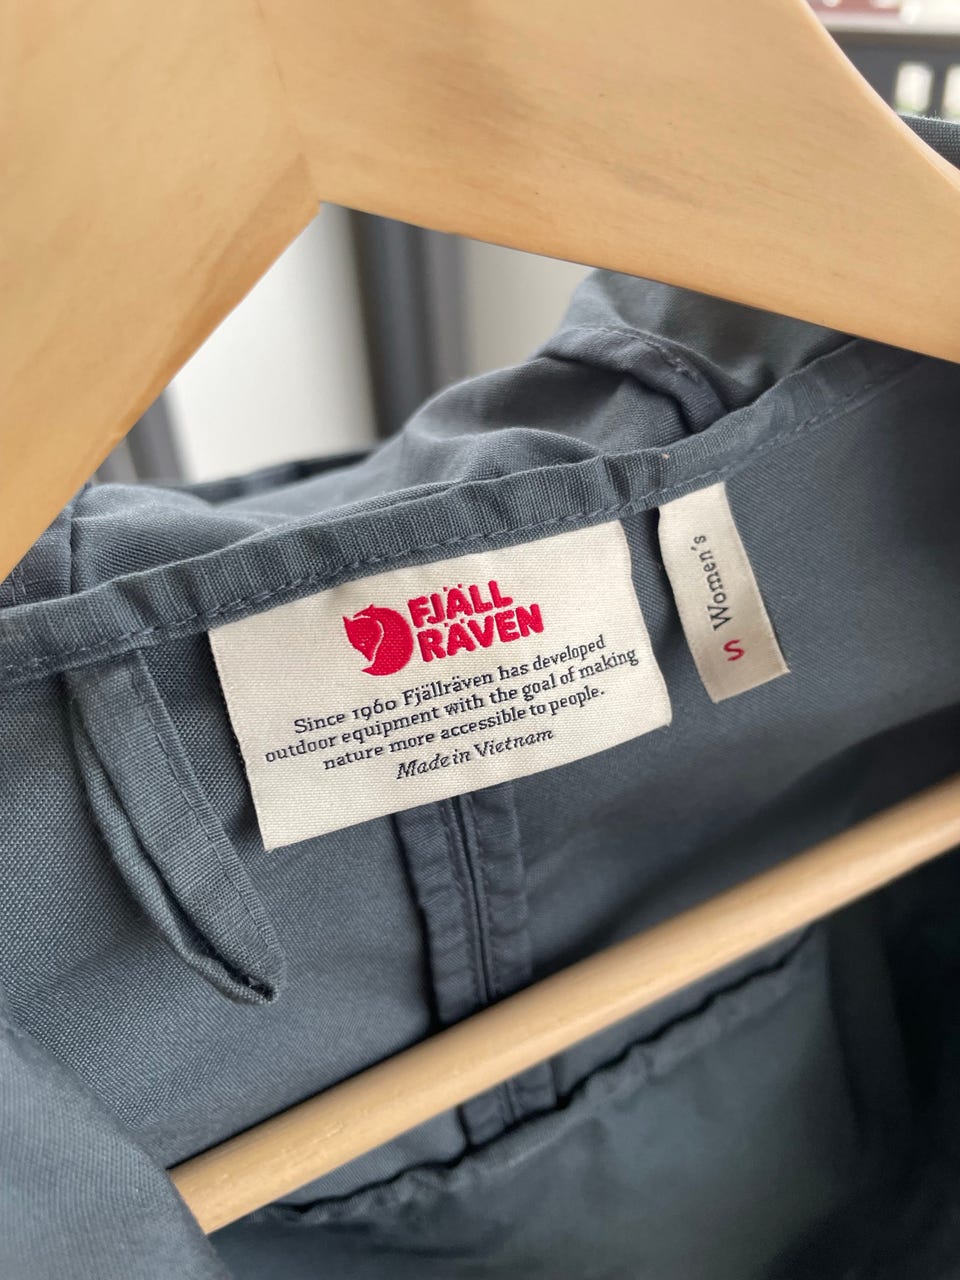 FJÄLL
RÄVEN
Since 1960 Fjällräven has developed
outdoor equipment with the goal of making
nature more accessible to people.
Made in Vietnam
S Women's